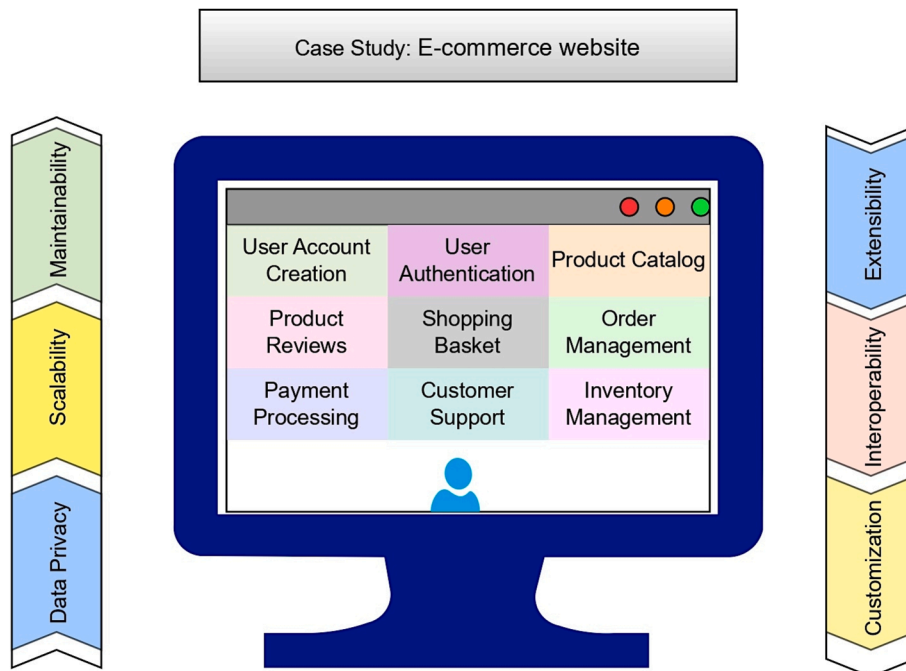 Case Study: E-commerce website
Maintainability
Scalability
Data Privacy
User Account
Creation
User
Authentication
Product Catalog
Product
Reviews
Shopping
Basket
Order
Management
Payment
Processing
Customer
Support
Inventory
Management
Extensibility
Interoperability
Customization